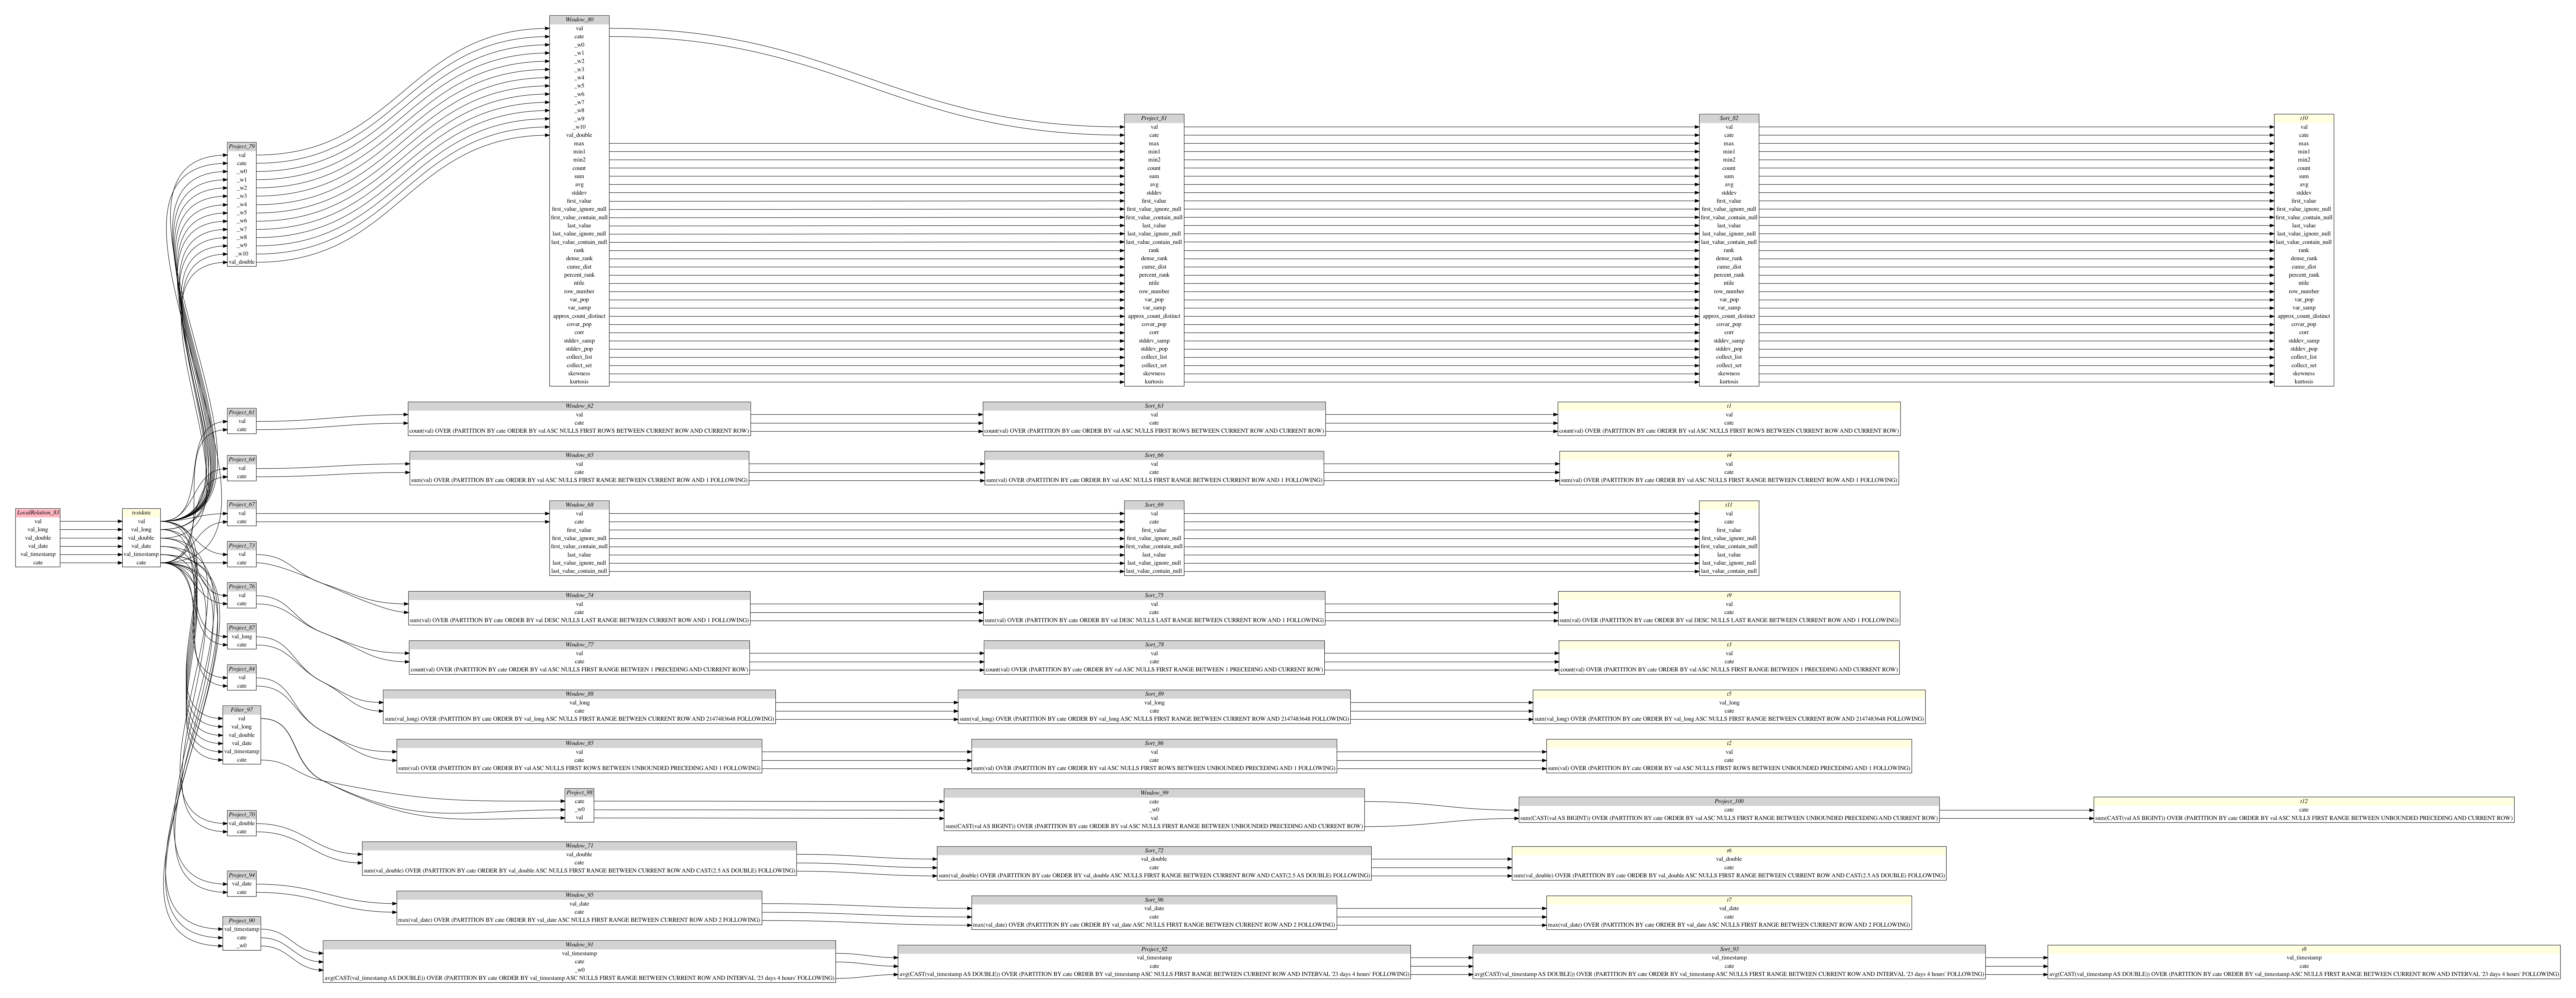 LocalRelation_83
val
val_long
val_double
val_date
val_timestamp
cate
testdata
val
val_long
val_double
val_date
val_timestamp
cate
Project_79
val
cate
_w0
_w1
_w2
_w3
_w4
_w5
_w6
_w7
_w8
_w9
_w10
val_double
Window_80
val
cate
_w0
_w1
_w2
_w3
_w4
_w5
_w6
_w7
_w8
_w9
_w10
val_double
max
min1
min2
count
sum
avg
stddev
first_value
first_value_ignore_null
first_value_contain_null
last_value
last_value_ignore_null
last_value_contain_null
rank
dense_rank
cume_dist
percent_rank
ntile
row_number
var_pop
var_samp
approx_count_distinct
covar_pop
corr
stddev_samp
stddev_pop
collect_list
collect_set
skewness
kurtosis
Project_81
val
cate
max
min1
min2
count
sum
avg
stddev
first_value
first_value_ignore_null
first_value_contain_null
last_value
last_value_ignore_null
last_value_contain_null
rank
dense_rank
cume_dist
percent_rank
ntile
row_number
var_pop
var_samp
approx_count_distinct
covar_pop
corr
stddev_samp
stddev_pop
collect_list
collect_set
skewness
kurtosis
Sort_82
val
cate
max
min1
min2
count
sum
avg
stddev
first_value
first_value_ignore_null
first_value_contain_null
last_value
last_value_ignore_null
last_value_contain_null
rank
dense_rank
cume_dist
percent_rank
ntile
row_number
var_pop
var_samp
approx_count_distinct
covar_pop
corr
stddev_samp
stddev_pop
collect_list
collect_set
skewness
kurtosis
t10
val
cate
max
min1
min2
count
sum
avg
stddev
first_value
first_value_ignore_null
first_value_contain_null
last_value
last_value_ignore_null
last_value_contain_null
rank
dense_rank
cume_dist
percent_rank
ntile
row_number
var_pop
var_samp
approx_count_distinct
covar_pop
corr
stddev_samp
stddev_pop
collect_list
collect_set
skewness
kurtosis
Project_61
val
cate
Window_62
val
cate
count(val) OVER (PARTITION BY cate ORDER BY val ASC NULLS FIRST ROWS BETWEEN CURRENT ROW AND CURRENT ROW)
Sort_63
val
cate
count(val) OVER (PARTITION BY cate ORDER BY val ASC NULLS FIRST ROWS BETWEEN CURRENT ROW AND CURRENT ROW)
t1
val
cate
count(val) OVER (PARTITION BY cate ORDER BY val ASC NULLS FIRST ROWS BETWEEN CURRENT ROW AND CURRENT ROW)
Project_64
val
cate
Window_65
val
cate
sum(val) OVER (PARTITION BY cate ORDER BY val ASC NULLS FIRST RANGE BETWEEN CURRENT ROW AND 1 FOLLOWING)
Sort_66
val
cate
sum(val) OVER (PARTITION BY cate ORDER BY val ASC NULLS FIRST RANGE BETWEEN CURRENT ROW AND 1 FOLLOWING)
t4
val
cate
sum(val) OVER (PARTITION BY cate ORDER BY val ASC NULLS FIRST RANGE BETWEEN CURRENT ROW AND 1 FOLLOWING)
Project_67
val
cate
Window_68
val
cate
first_value
first_value_ignore_null
first_value_contain_null
last_value
last_value_ignore_null
last_value_contain_null
Sort_69
val
cate
first_value
first_value_ignore_null
first_value_contain_null
last_value
last_value_ignore_null
last_value_contain_null
t11
val
cate
first_value
first_value_ignore_null
first_value_contain_null
last_value
last_value_ignore_null
last_value_contain_null
Project_73
val
cate
Window_74
val
cate
sum(val) OVER (PARTITION BY cate ORDER BY val DESC NULLS LAST RANGE BETWEEN CURRENT ROW AND 1 FOLLOWING)
Sort_75
val
cate
sum(val) OVER (PARTITION BY cate ORDER BY val DESC NULLS LAST RANGE BETWEEN CURRENT ROW AND 1 FOLLOWING)
t9
val
cate
sum(val) OVER (PARTITION BY cate ORDER BY val DESC NULLS LAST RANGE BETWEEN CURRENT ROW AND 1 FOLLOWING)
Project_76
val
cate
Window_77
val
cate
count(val) OVER (PARTITION BY cate ORDER BY val ASC NULLS FIRST RANGE BETWEEN 1 PRECEDING AND CURRENT ROW)
Sort_78
val
cate
count(val) OVER (PARTITION BY cate ORDER BY val ASC NULLS FIRST RANGE BETWEEN 1 PRECEDING AND CURRENT ROW)
t3
val
cate
count(val) OVER (PARTITION BY cate ORDER BY val ASC NULLS FIRST RANGE BETWEEN 1 PRECEDING AND CURRENT ROW)
Project_87
val_long
cate
Window_88
val_long
cate
sum(val_long) OVER (PARTITION BY cate ORDER BY val_long ASC NULLS FIRST RANGE BETWEEN CURRENT ROW AND 2147483648 FOLLOWING)
Sort_89
val_long
cate
sum(val_long) OVER (PARTITION BY cate ORDER BY val_long ASC NULLS FIRST RANGE BETWEEN CURRENT ROW AND 2147483648 FOLLOWING)
t5
val_long
cate
sum(val_long) OVER (PARTITION BY cate ORDER BY val_long ASC NULLS FIRST RANGE BETWEEN CURRENT ROW AND 2147483648 FOLLOWING)
Project_84
val
cate
Window_85
val
cate
sum(val) OVER (PARTITION BY cate ORDER BY val ASC NULLS FIRST ROWS BETWEEN UNBOUNDED PRECEDING AND 1 FOLLOWING)
Sort_86
val
cate
sum(val) OVER (PARTITION BY cate ORDER BY val ASC NULLS FIRST ROWS BETWEEN UNBOUNDED PRECEDING AND 1 FOLLOWING)
t2
val
cate
sum(val) OVER (PARTITION BY cate ORDER BY val ASC NULLS FIRST ROWS BETWEEN UNBOUNDED PRECEDING AND 1 FOLLOWING)
Filter_97
val
val_long
val_double
val_date
val_timestamp
cate
Project_98
cate
_w0
val
Window_99
cate
_w0
val
sum(CAST(val AS BIGINT)) OVER (PARTITION BY cate ORDER BY val ASC NULLS FIRST RANGE BETWEEN UNBOUNDED PRECEDING AND CURRENT ROW)
Project_100
cate
sum(CAST(val AS BIGINT)) OVER (PARTITION BY cate ORDER BY val ASC NULLS FIRST RANGE BETWEEN UNBOUNDED PRECEDING AND CURRENT ROW)
t12
cate
sum(CAST(val AS BIGINT)) OVER (PARTITION BY cate ORDER BY val ASC NULLS FIRST RANGE BETWEEN UNBOUNDED PRECEDING AND CURRENT ROW)
Project_70
val_double
cate
Window_71
val_double
cate
sum(val_double) OVER (PARTITION BY cate ORDER BY val_double ASC NULLS FIRST RANGE BETWEEN CURRENT ROW AND CAST(2.5 AS DOUBLE) FOLLOWING)
Sort_72
val_double
cate
sum(val_double) OVER (PARTITION BY cate ORDER BY val_double ASC NULLS FIRST RANGE BETWEEN CURRENT ROW AND CAST(2.5 AS DOUBLE) FOLLOWING)
t6
val_double
cate
sum(val_double) OVER (PARTITION BY cate ORDER BY val_double ASC NULLS FIRST RANGE BETWEEN CURRENT ROW AND CAST(2.5 AS DOUBLE) FOLLOWING)
Project_94
val_date
cate
Window_95
val_date
cate
max(val_date) OVER (PARTITION BY cate ORDER BY val_date ASC NULLS FIRST RANGE BETWEEN CURRENT ROW AND 2 FOLLOWING)
Sort_96
val_date
cate
max(val_date) OVER (PARTITION BY cate ORDER BY val_date ASC NULLS FIRST RANGE BETWEEN CURRENT ROW AND 2 FOLLOWING)
t7
val_date
cate
max(val_date) OVER (PARTITION BY cate ORDER BY val_date ASC NULLS FIRST RANGE BETWEEN CURRENT ROW AND 2 FOLLOWING)
Project_90
val_timestamp
cate
_w0
Window_91
val_timestamp
cate
_w0
avg(CAST(val_timestamp AS DOUBLE)) OVER (PARTITION BY cate ORDER BY val_timestamp ASC NULLS FIRST RANGE BETWEEN CURRENT ROW AND INTERVAL '23 days 4 hours' FOLLOWING)
Project_92
val_timestamp
cate
avg(CAST(val_timestamp AS DOUBLE)) OVER (PARTITION BY cate ORDER BY val_timestamp ASC NULLS FIRST RANGE BETWEEN CURRENT ROW AND INTERVAL '23 days 4 hours' FOLLOWING)
Sort_93
val_timestamp
cate
avg(CAST(val_timestamp AS DOUBLE)) OVER (PARTITION BY cate ORDER BY val_timestamp ASC NULLS FIRST RANGE BETWEEN CURRENT ROW AND INTERVAL '23 days 4 hours' FOLLOWING)
t8
val_timestamp
cate
avg(CAST(val_timestamp AS DOUBLE)) OVER (PARTITION BY cate ORDER BY val_timestamp ASC NULLS FIRST RANGE BETWEEN CURRENT ROW AND INTERVAL '23 days 4 hours' FOLLOWING)